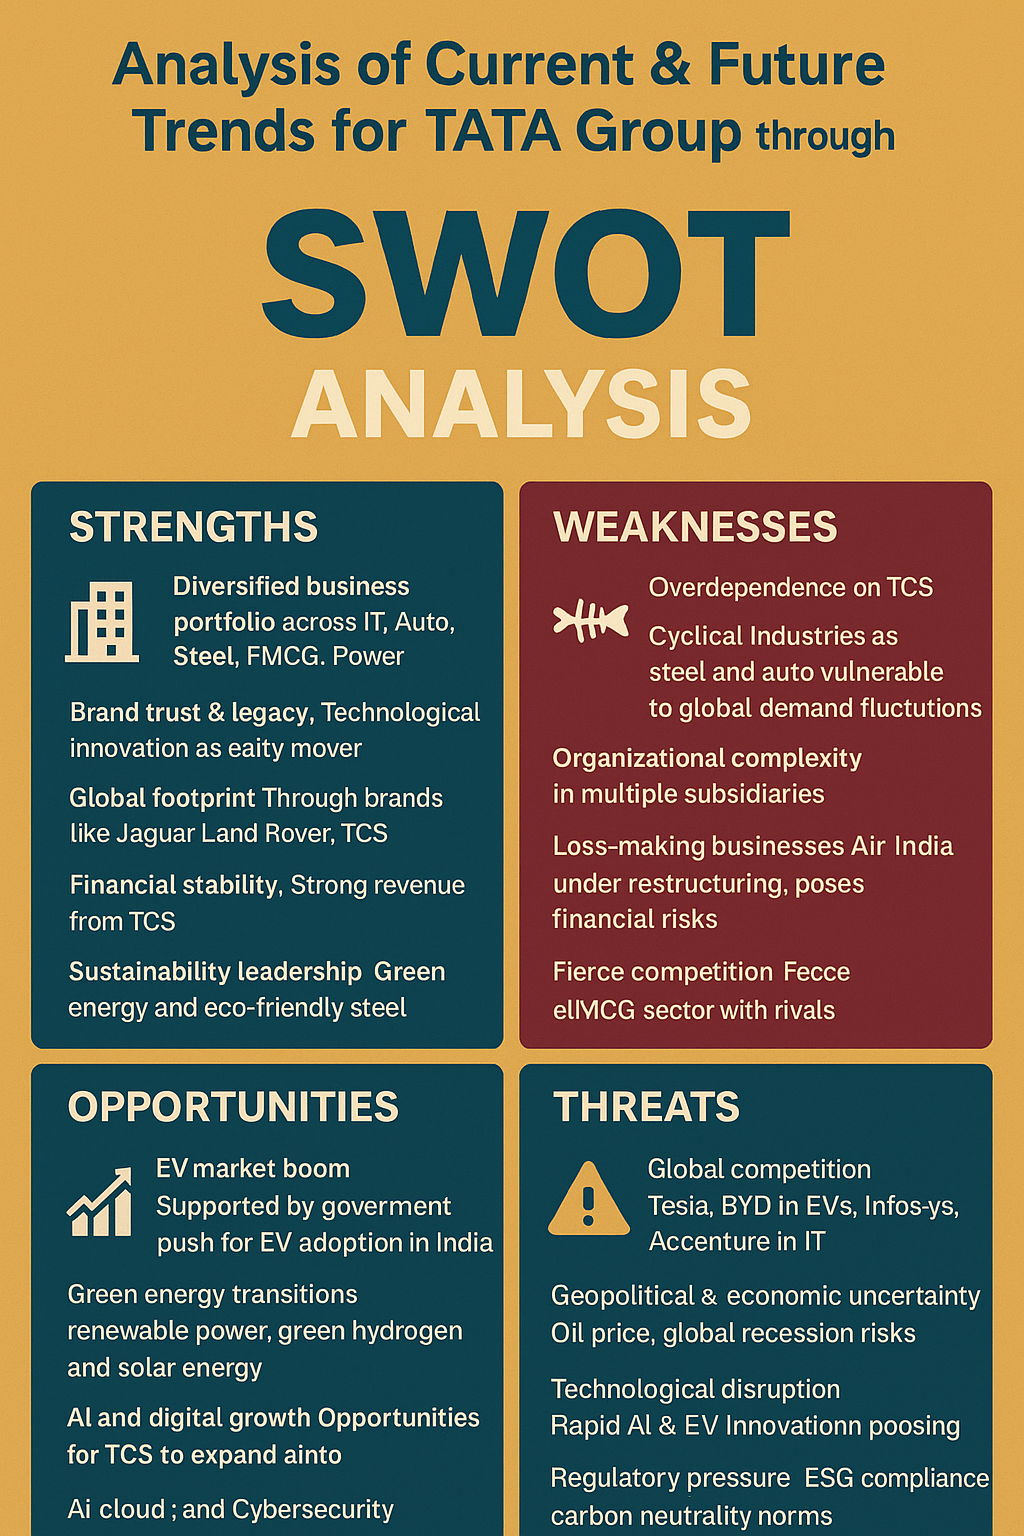 Analysis of Current & Future
Trends for TATA Group through
SWOT
ANALYSIS
STRENGTHS
Diversified business
portfolio across IT, Auto,
Steel, FMCG. Power
Brand trust & legacy, Technological
innovation as eaity mover
Global footprint Through brands
like Jaguar Land Rover, TCS
Financial stability, Strong revenue
from TCS
Sustainability leadership Green
energy and eco-friendly steel
WEAKNESSES
Overdependence on TCS
Cyclical Industries as
steel and auto vulnerable
to global demand fluctutions
Organizational complexity
in multiple subsidiaries
Loss-making businesses Air India
under restructuring, poses
financial risks
Fierce competition Fecce
elIMCG sector with rivals
OPPORTUNITIES
EV market boom
Supported by goverment
push for EV adoption in India
Green energy transitions
renewable power, green hydrogen
and solar energy
Al and digital growth Opportunities
for TCS to expand ainto
Ai cloud ; and Cybersecurity
THREATS
Global competition
Tesia, BYD in EVs, Infos-ys,
Accenture in IT
Geopolitical & economic uncertainty
Oil price, global recession risks
Technological disruption
Rapid Al & EV Innovationn poosing
Regulatory pressure ESG compliance
carbon neutrality norms